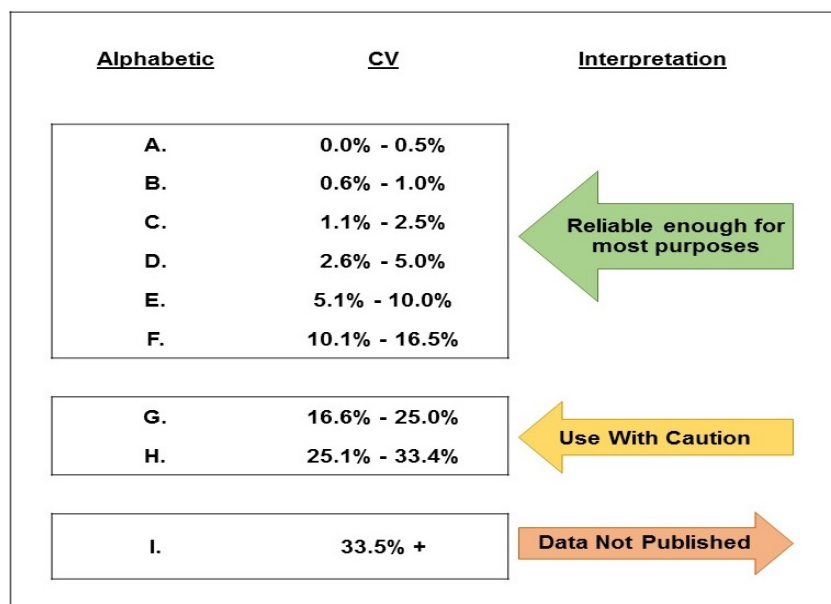 Alphabetic CV Interpretation
A. 0.0% - 0.5%
B. 0.6% - 1.0%
C. 1.1% - 2.5%
D. 2.6% - 5.0%
E. 5.1% - 10.0%
F. 10.1% - 16.5%
Reliable enough for
most purposes
G. 16.6% - 25.0%
H. 25.1% - 33.4%
Use With Caution
I. 33.5% +
Data Not Published